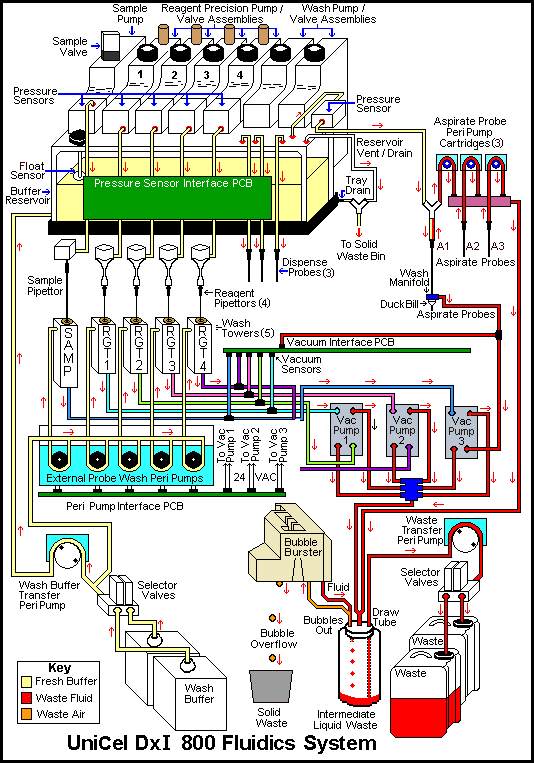 Sample
Pump
Reagent Precision Pump /
Valve Assemblies
Wash Pump /
Valve Assemblies
Sample
Valve
1
2
3
4
Pressure
Sensors
Pressure
Sensor
Aspirate Probe
Peri Pump
Cartridges (3)
Reservoir
Vent / Drain
Float
Sensor
Tray
Drain
Pressure Sensor Interface PCB
Buffer
Reservoir
To Solid
Waste Bin
A1
A2
A3
Aspirate Probes
Sample
Pipettor
Dispense
Probes (3)
Wash
Manifold
Reagent
Pipettors (4)
DuckBill
Aspirate Probes
Wash
Towers (5)
SAMP
RGT 1
RGT 2
RGT 3
RGT 4
Vacuum Interface PCB
Vacuum
Sensors
Vac
Pump
1
Vac
Pump
2
Vac
Pump
3
To Vac
Pump 1
To Vac
Pump 2
To Vac
Pump 3
24 VAC
External Probe Wash Peri Pumps
Peri Pump Interface PCB
Bubble
Burster
Waste
Transfer
Peri Pump
Wash Buffer
Transfer
Peri Pump
Selector
Valves
Fluid
Selector
Valves
Bubbles
Out
Draw
Tube
Bubble
Overflow
Waste
Waste
Wash
Buffer
Solid
Waste
Intermediate
Liquid Waste
Key
Fresh Buffer
Waste Fluid
Waste Air
UniCel DxI 800 Fluidics System